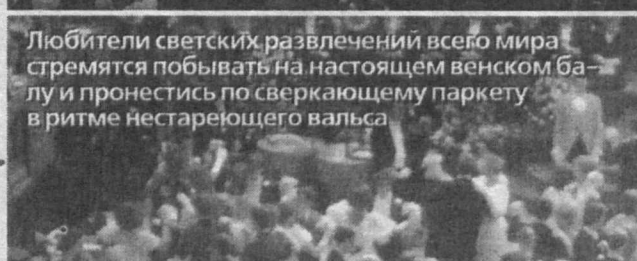 Любители светских развлечений всего мира
стремятся побывать на настоящем венском ба-
лу и пронестись по сверкающему паркету
в ритме нестареющего вальса